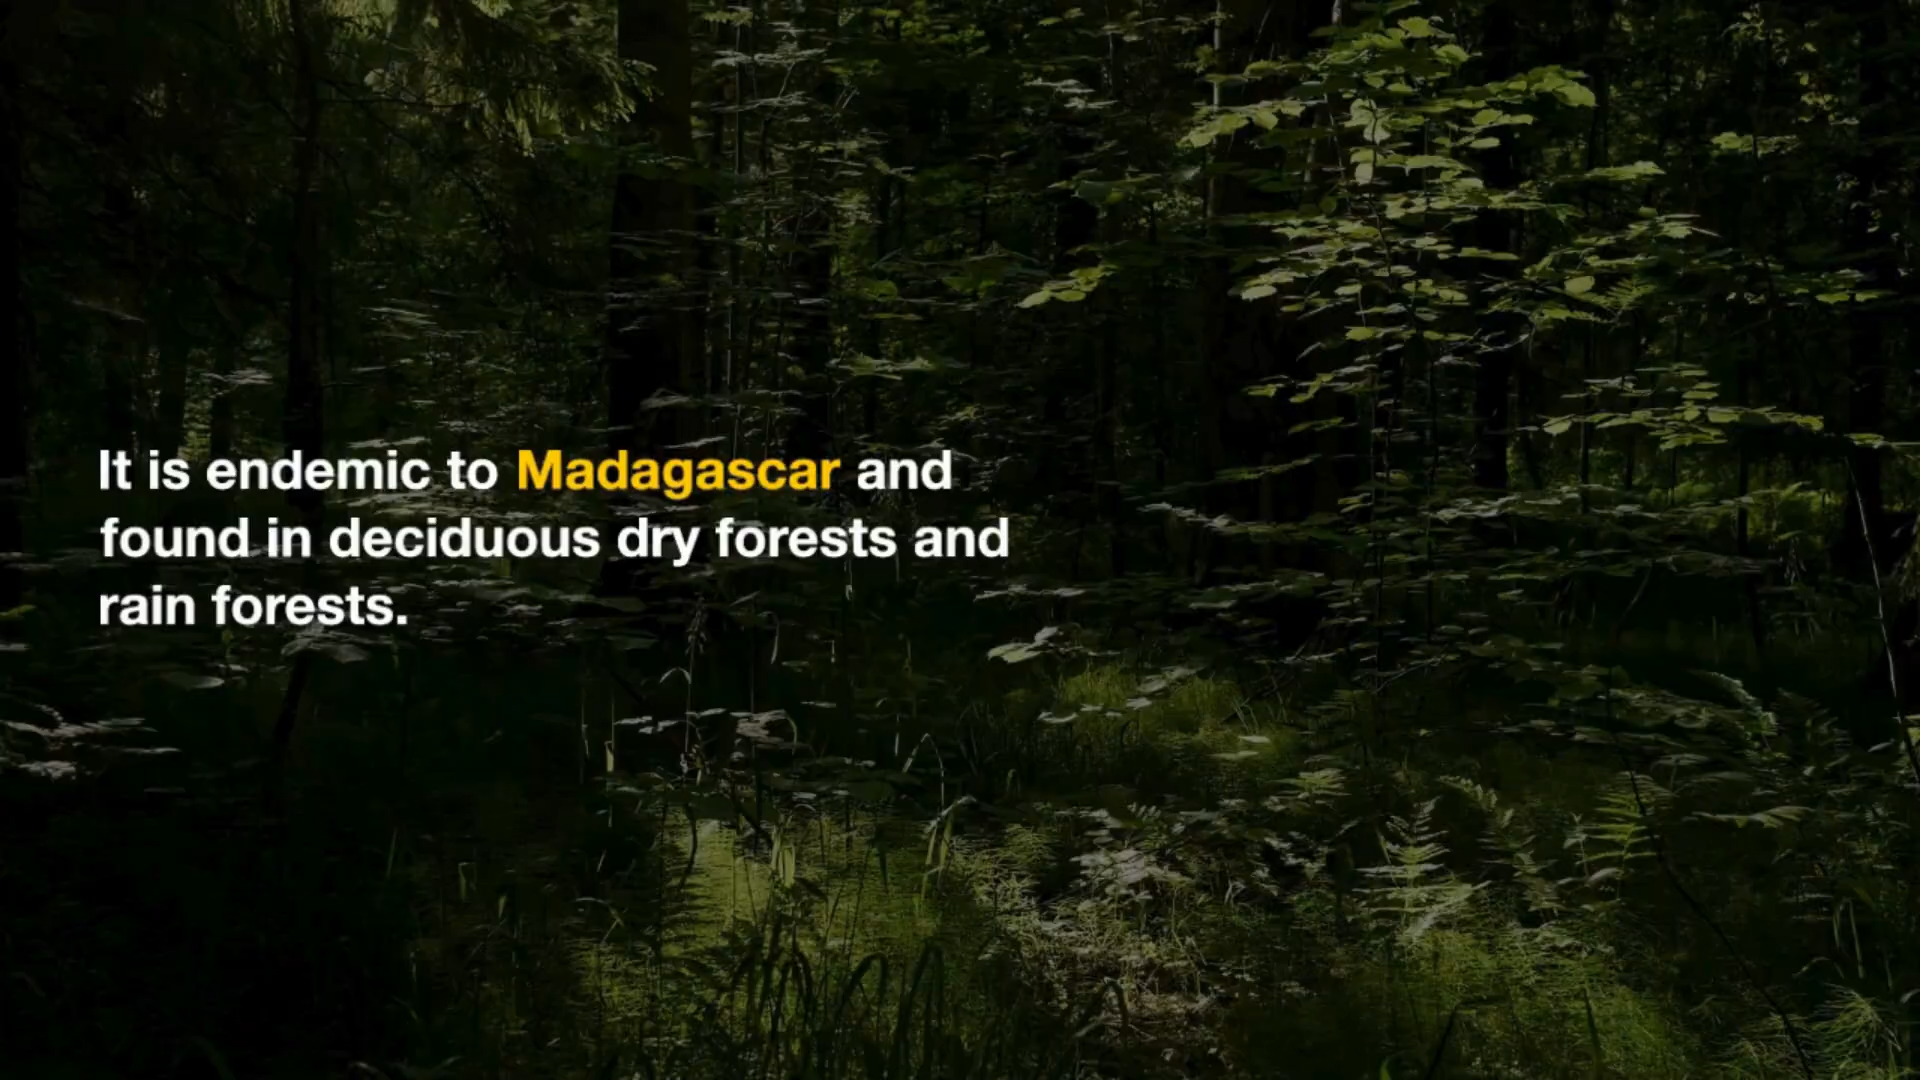 It is endemic to Madagascar and
found in deciduous dry forests and
rain forests.